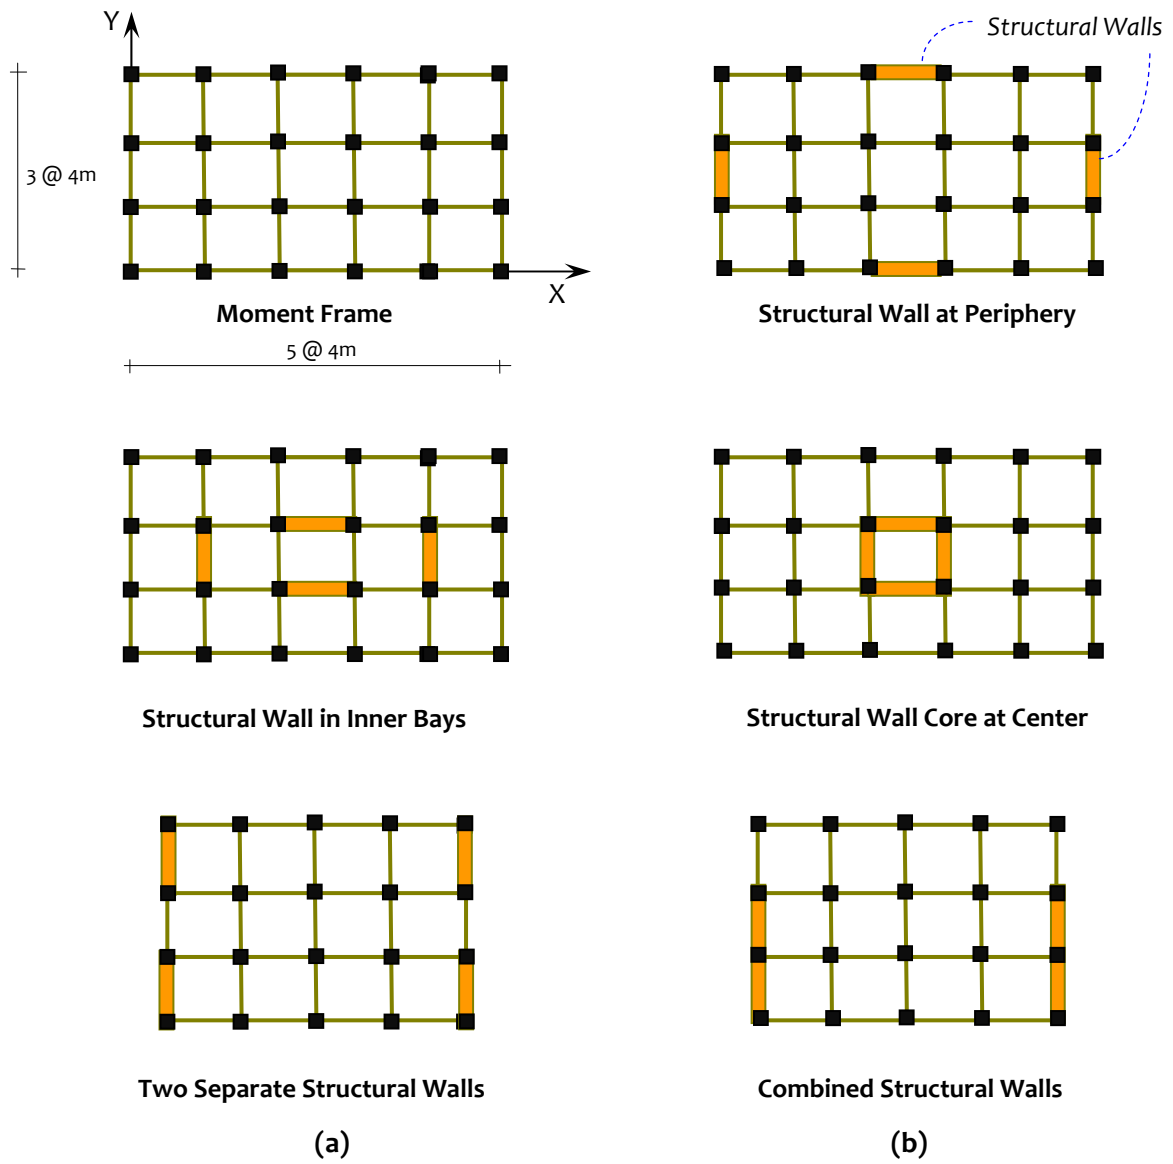 Y
Structural Walls
3 @ 4m
X
Moment Frame
Structural Wall at Periphery
5 @ 4m
Structural Wall in Inner Bays
Structural Wall Core at Center
Two Separate Structural Walls
Combined Structural Walls
(a)
(b)